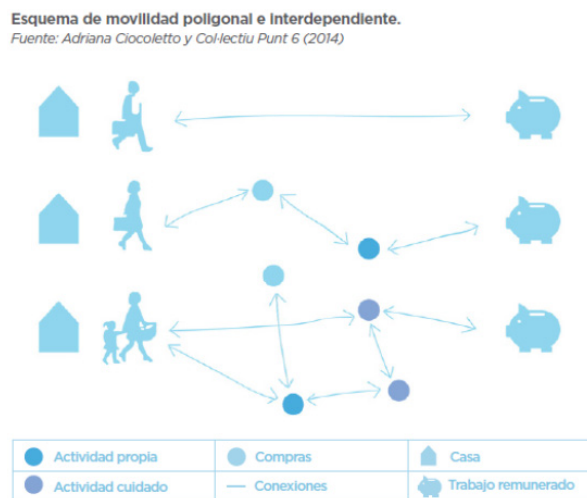 Esquema de movilidad poligonal e interdependiente.
Fuente: Adriana Ciocoletto y Col·lectiu Punt 6 (2014)
Actividad propia
Compras
Casa
Actividad cuidado
Conexiones
Trabajo remunerado